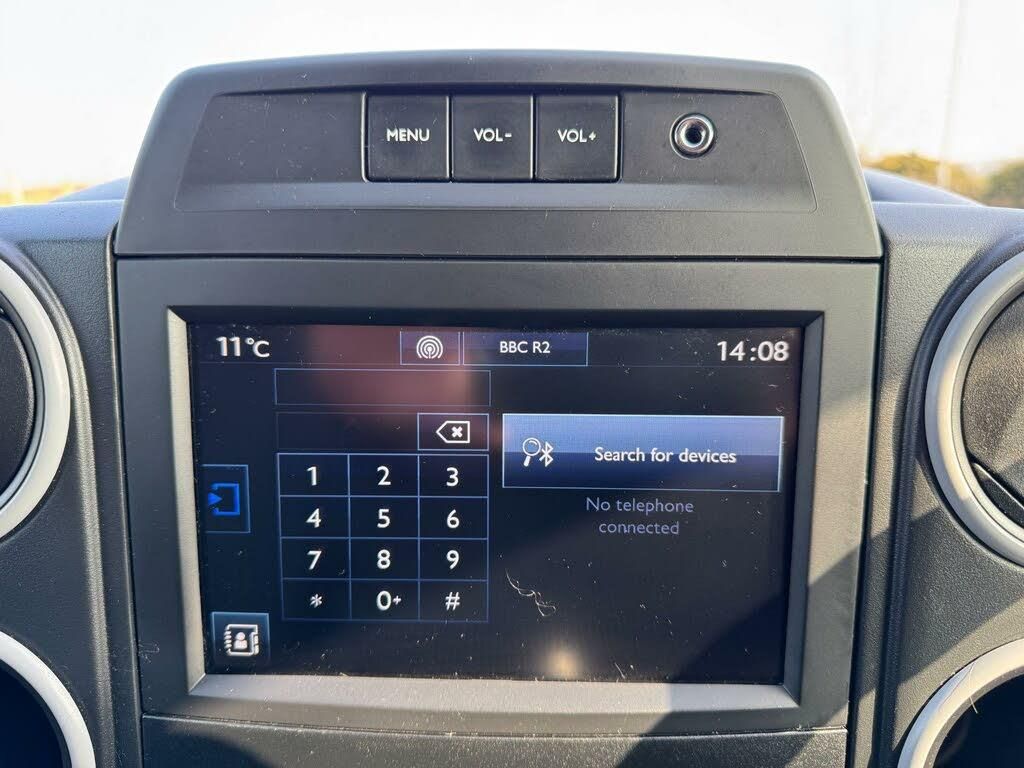 MENU VOL- VOL+
11°C BBC R2 14:08
1 2 3
Search for devices
No telephone
connected
4 5 6
7 8 9
* 0+ #